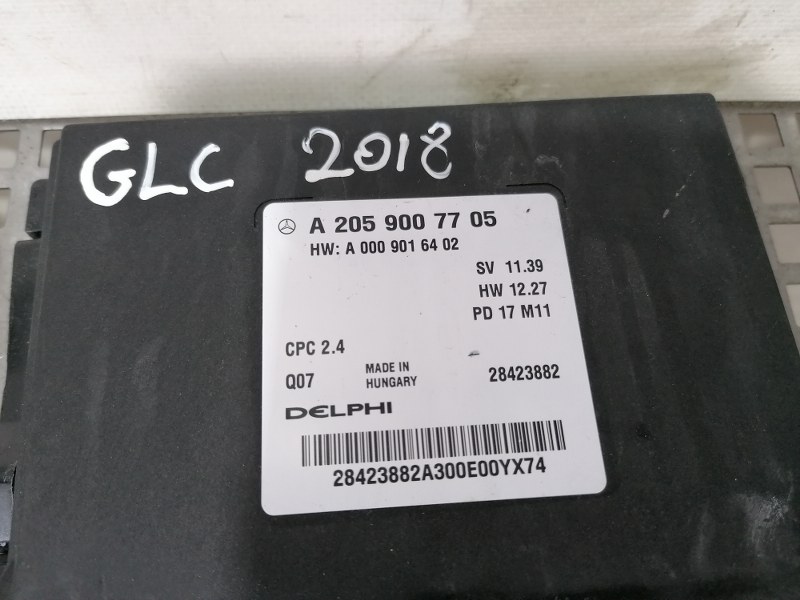 GLC 2018
A 205 900 77 05
HW: A 000 901 64 02
SV 11.39
HW 12.27
PD 17 M11
CPC 2.4
Q07 MADE IN HUNGARY 28423882
DELPHI
28423882A300E00YX74